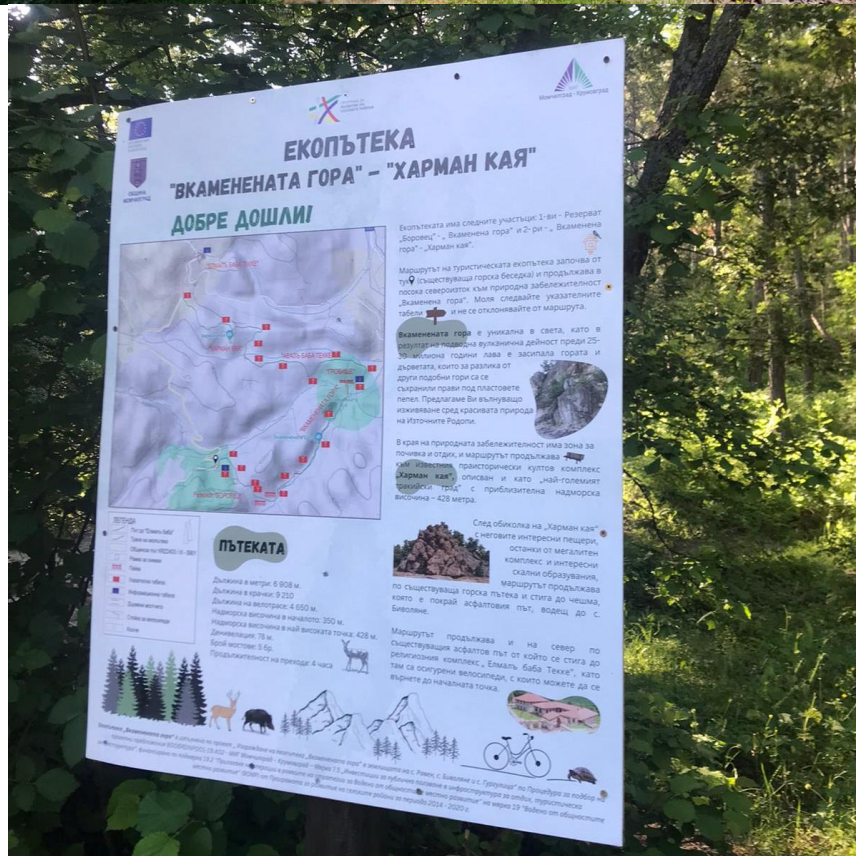 ОБЩИНА
МОМЧИЛГРАД
Момчилград - Крумовград
ЕКОПЪТЕКА
"ВКАМЕНЕНАТА ГОРА" – "ХАРМАН КАЯ"
ДОБРЕ ДОШЛИ!
Екопътеката има следните участъци: 1-ви - Резерват
„Боровец" - „ Вкаменена гора" и 2- ри - „ Вкаменена
гора" - „Харман кая".
Маршрутът на туристическата екопътека започва от
тук (съществуваща горска беседка) и продължава в
посока североизток към природна забележителност
„Вкаменена гора". Моля следвайте указателните
табели и не се отклонявайте от маршрута.
Вкаменената гора е уникална в света, като в
резултат на подводна вулканична дейност преди 25-
30 милиона години лава е засипала гората и
дърветата, които за разлика от
други подобни гори са се
съхранили прави под пластовете
пепел. Предлагаме Ви вълнуващо
изживяване сред красивата природа
на Източните Родопи.
В края на природната забележителност има зона за
почивка и отдих, и маршрутът продължава
към известния праисторически култов комплекс
„Харман кая", описван и като „най-големият
тракийски град" с приблизителна надморска
височина – 428 метра.
След обиколка на „Харман кая"
с неговите интересни пещери,
останки от мегалитен
комплекс и интересни
скални образувания,
маршрутът продължава
по съществуваща горска пътека и стига до чешма,
която е покрай асфалтовия път, водещ до с.
Биволяне.
Маршрутът продължава и на север по
съществуващия асфалтов път от който се стига до
религиозния комплекс „ Елмалъ баба Текке", като
там са осигурени велосипеди, с които можете да се
върнете до началната точка.
ЛЕГЕНДА
ПЪТЕКАТА
Дължина в метри: 6 908 м.
Дължина в крачки: 9 210
Дължина на велотрасе: 4 650 м.
Надморска височина в началото: 350 м.
Надморска височина в най високата точка: 428 м.
Денивелация: 78 м.
Брой мостове: 5 бр.
Продължителност на прехода: 4 часа